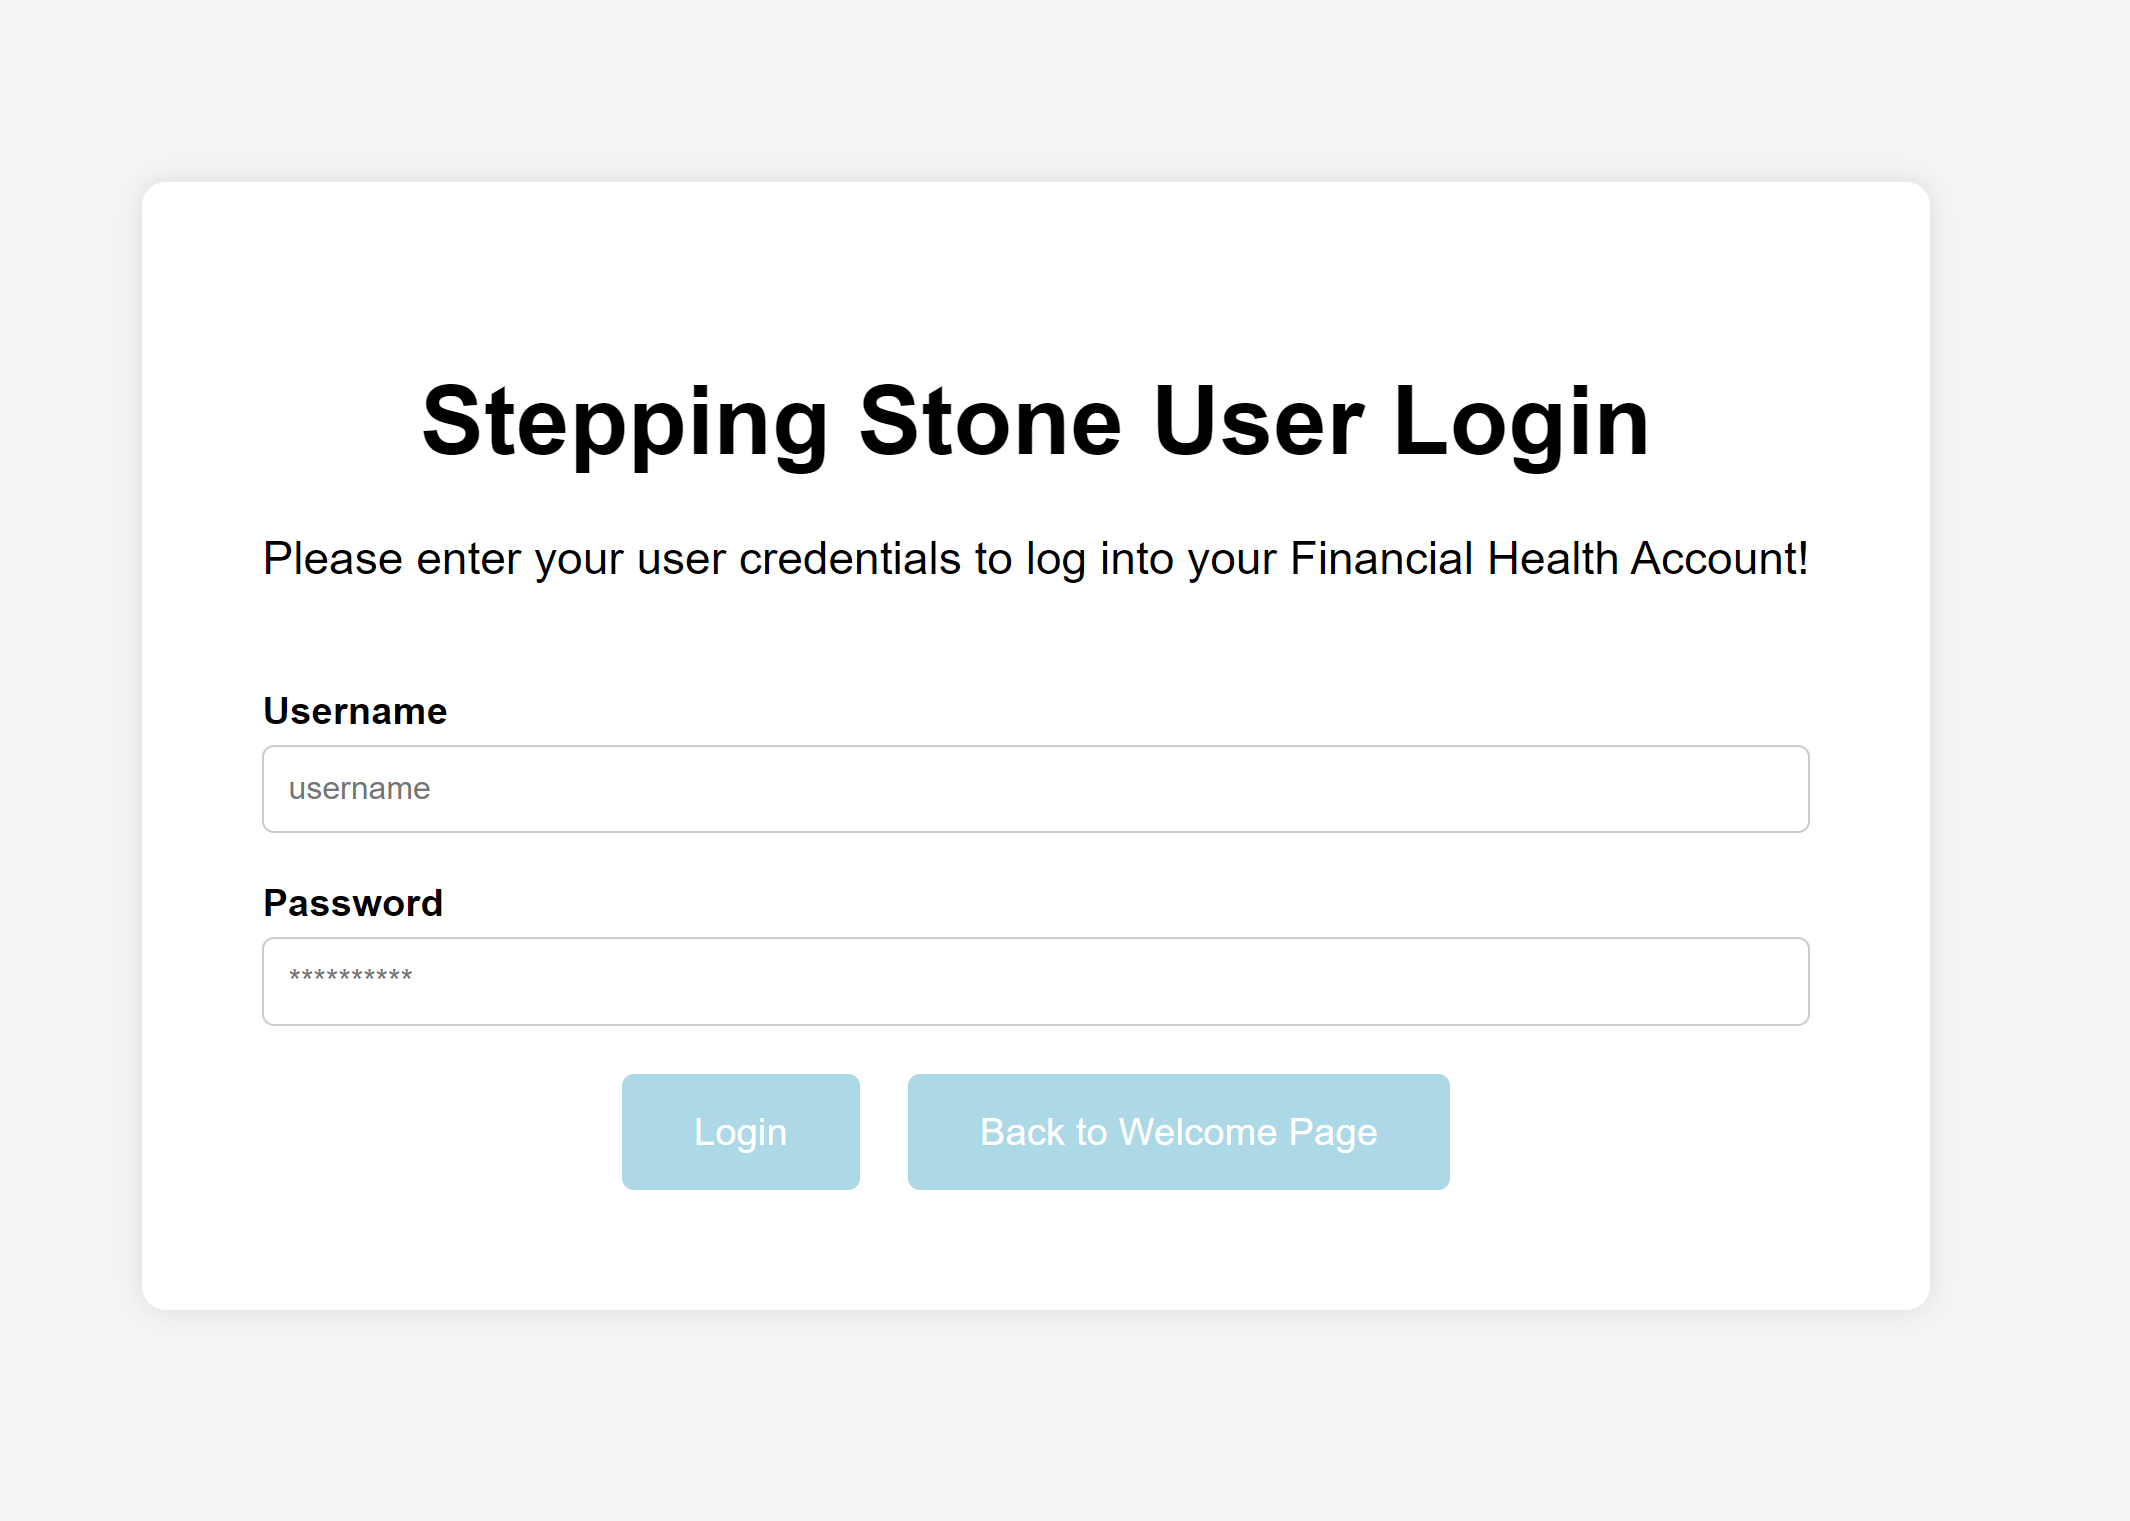 Stepping Stone User Login
Please enter your user credentials to log into your Financial Health Account!
Username
username
Password
**********
Login
Back to Welcome Page